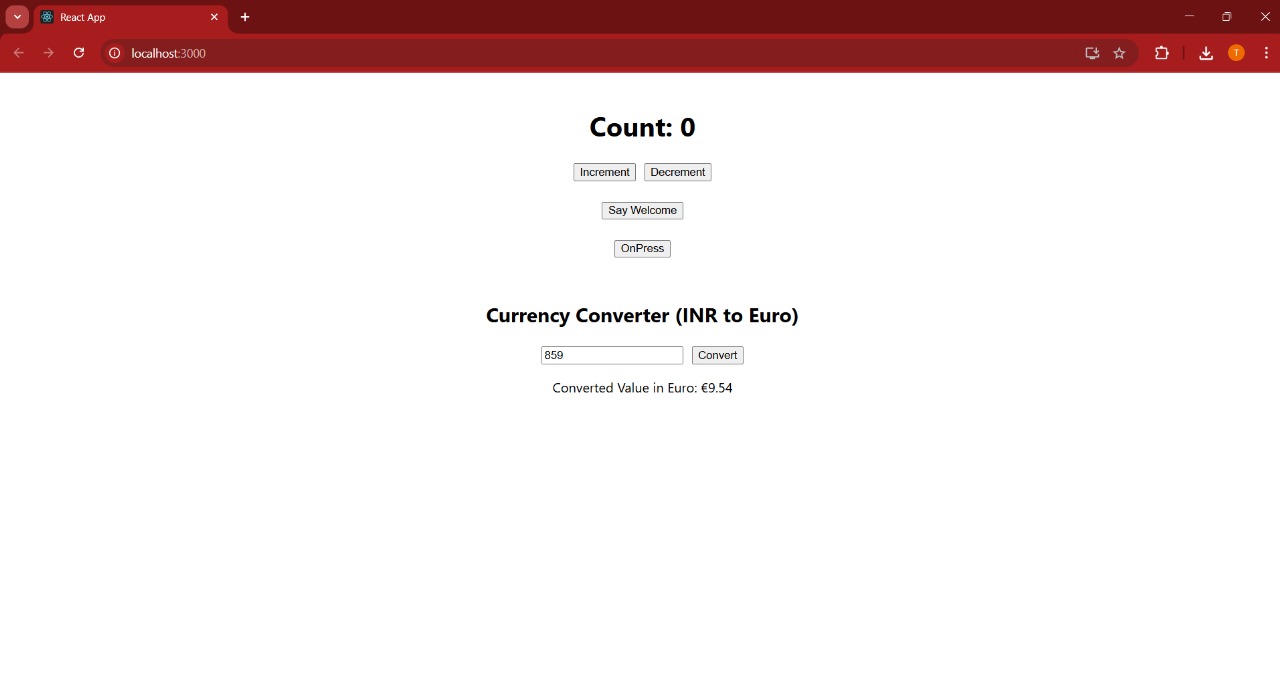 React App
localhost:3000
T
Count: 0
Increment Decrement
Say Welcome
OnPress
Currency Converter (INR to Euro)
859 Convert
Converted Value in Euro: €9.54